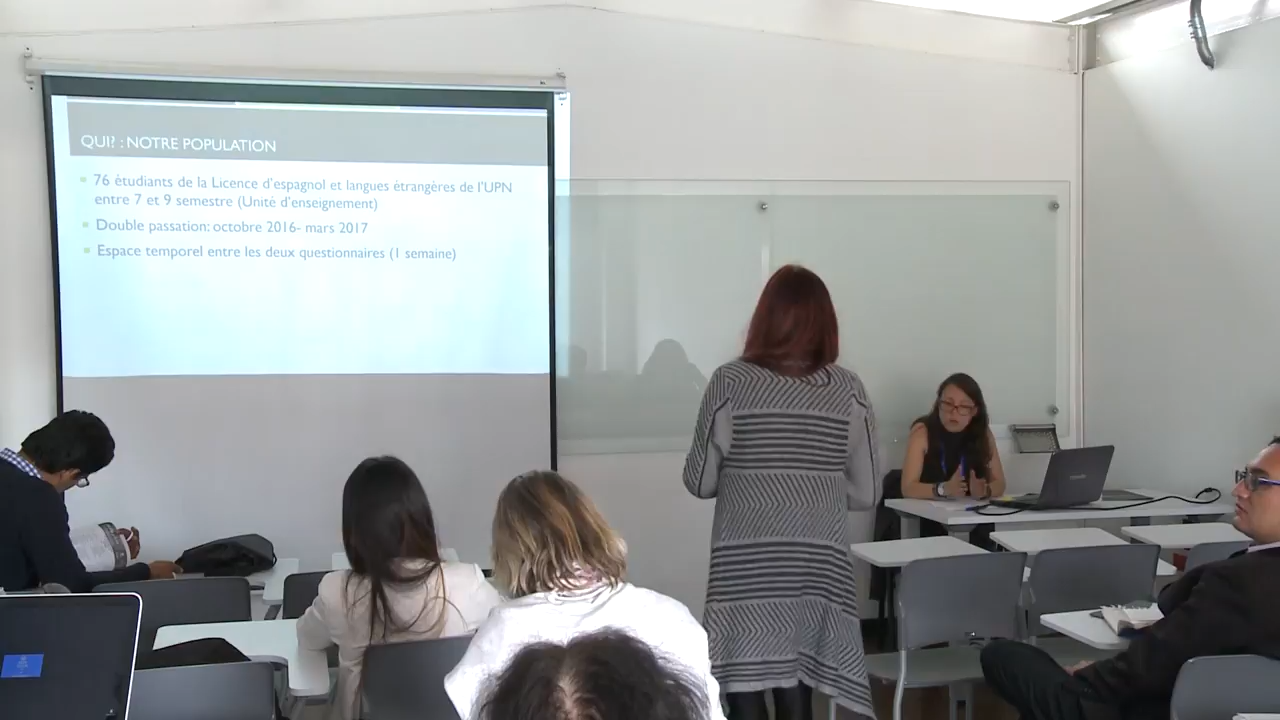 QUI? : NOTRE POPULATION
76 étudiants de la Licence d'espagnol et langues étrangères de l'UPN
entre 7 et 9 semestre (Unité d'enseignement)
Double passation: octobre 2016- mars 2017
Espace temporel entre les deux questionnaires (1 semaine)